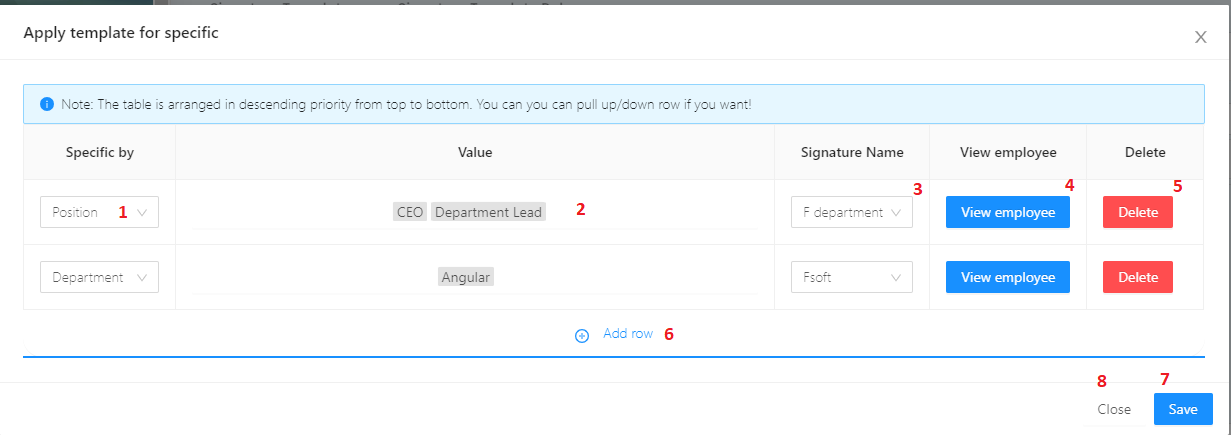 Apply template for specific
X
Note: The table is arranged in descending priority from top to bottom. You can you can pull up/down row if you want!
Specific by Value Signature Name View employee Delete
3 4 5
Position 1 CEO Department Lead 2 F department View employee Delete
Department Angular Fsoft View employee Delete
Add row 6
8 7
Close Save